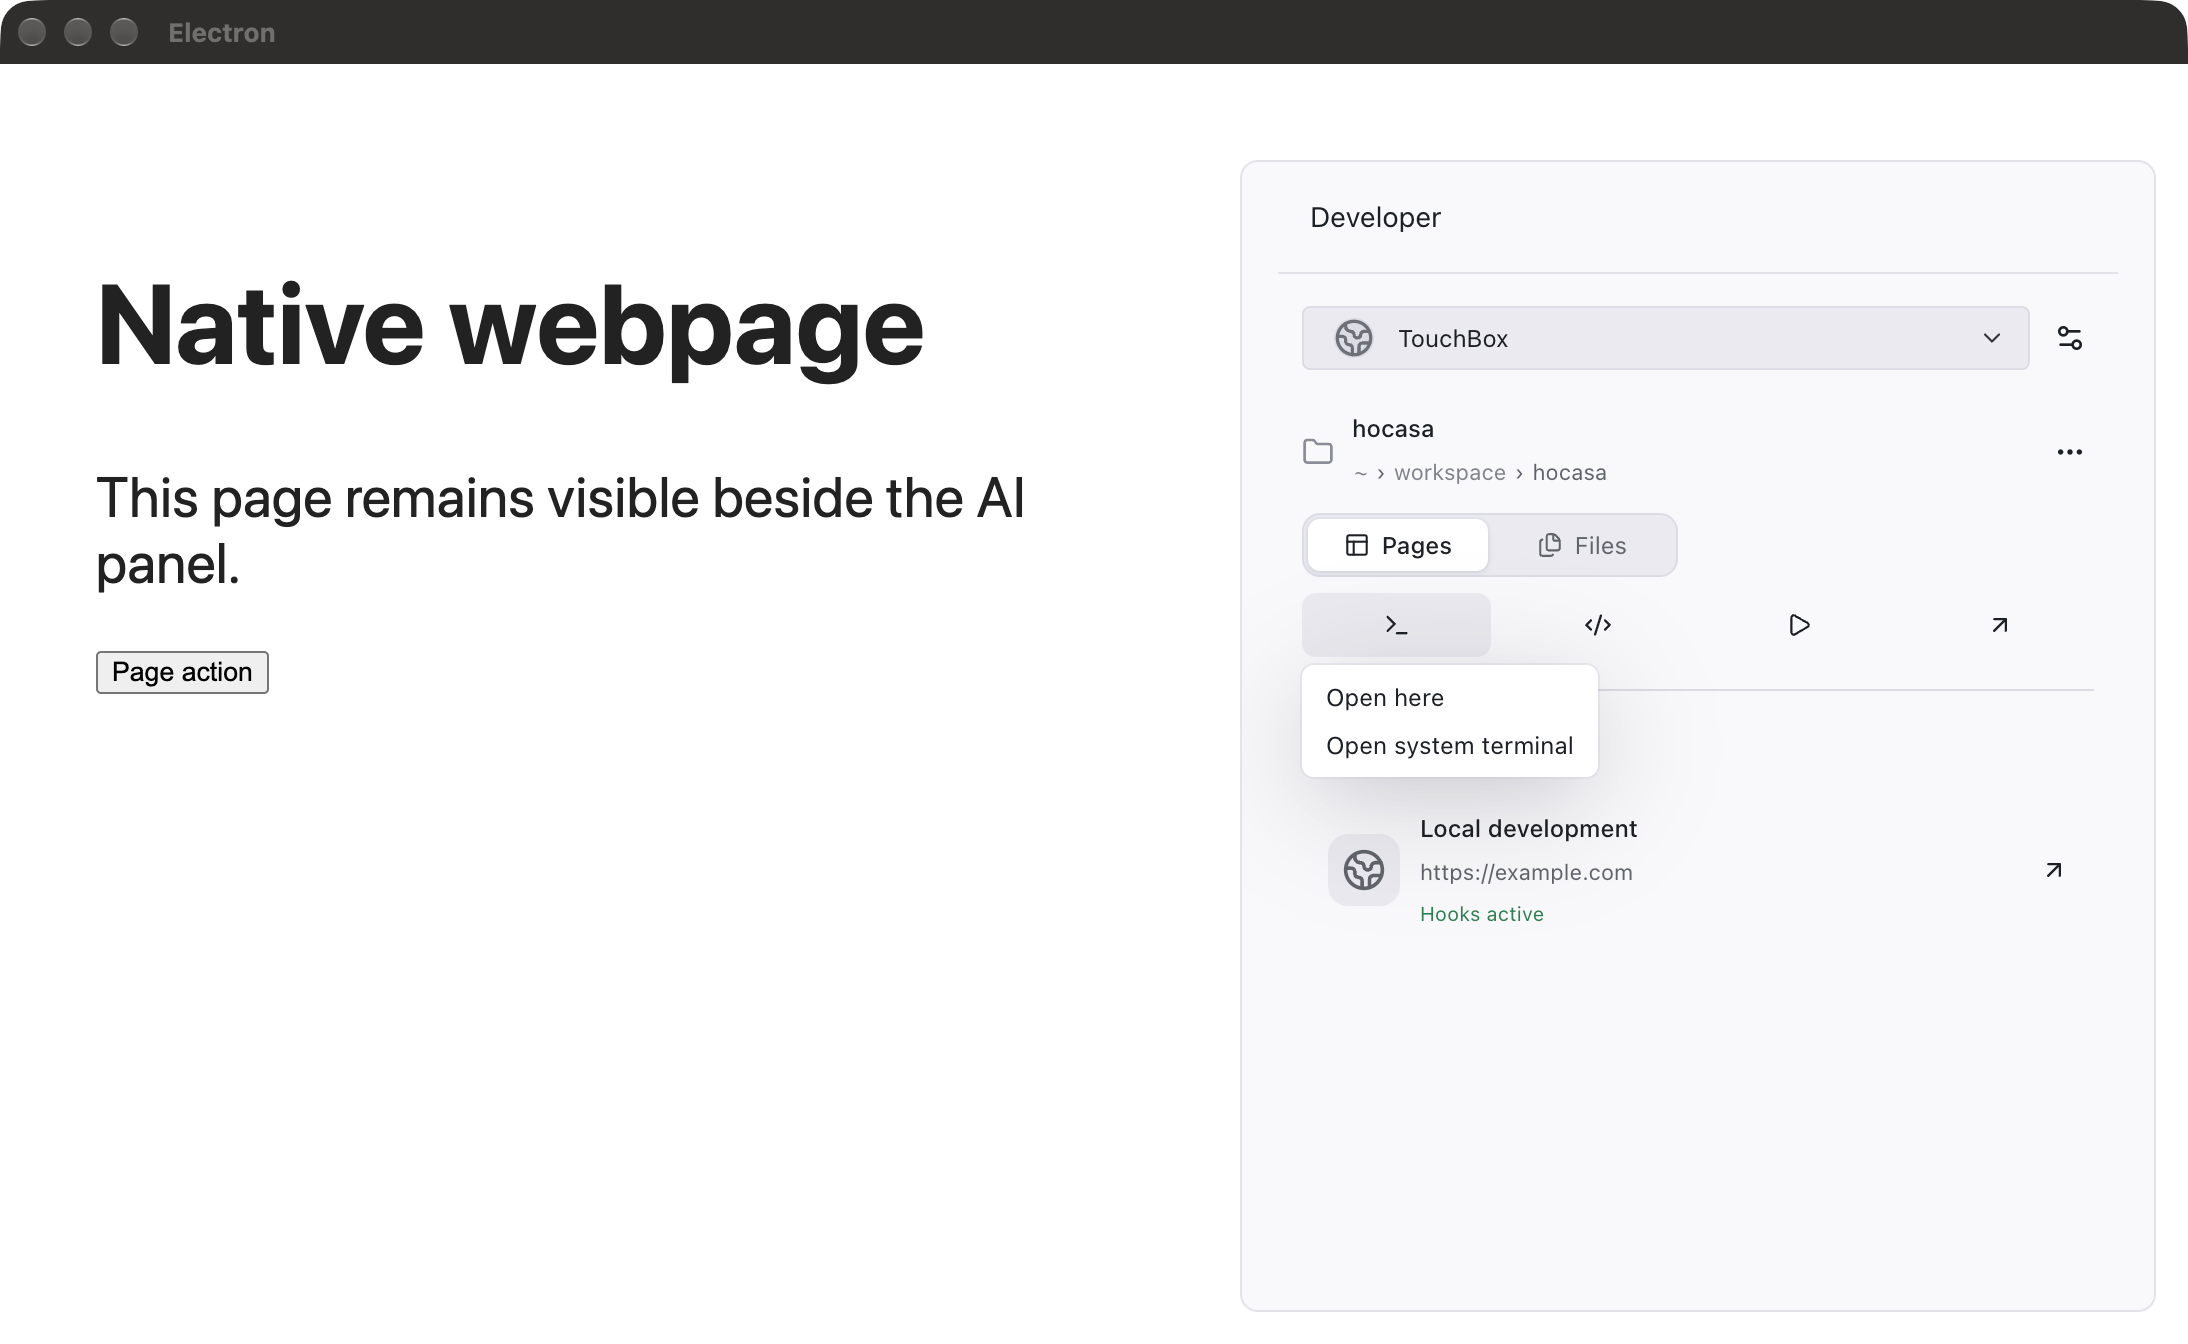 Electron
Native webpage
This page remains visible beside the AI
panel.
Page action
Developer
TouchBox
hocasa
~ › workspace › hocasa
Pages
Files
Open here
Open system terminal
Local development
https://example.com
Hooks active